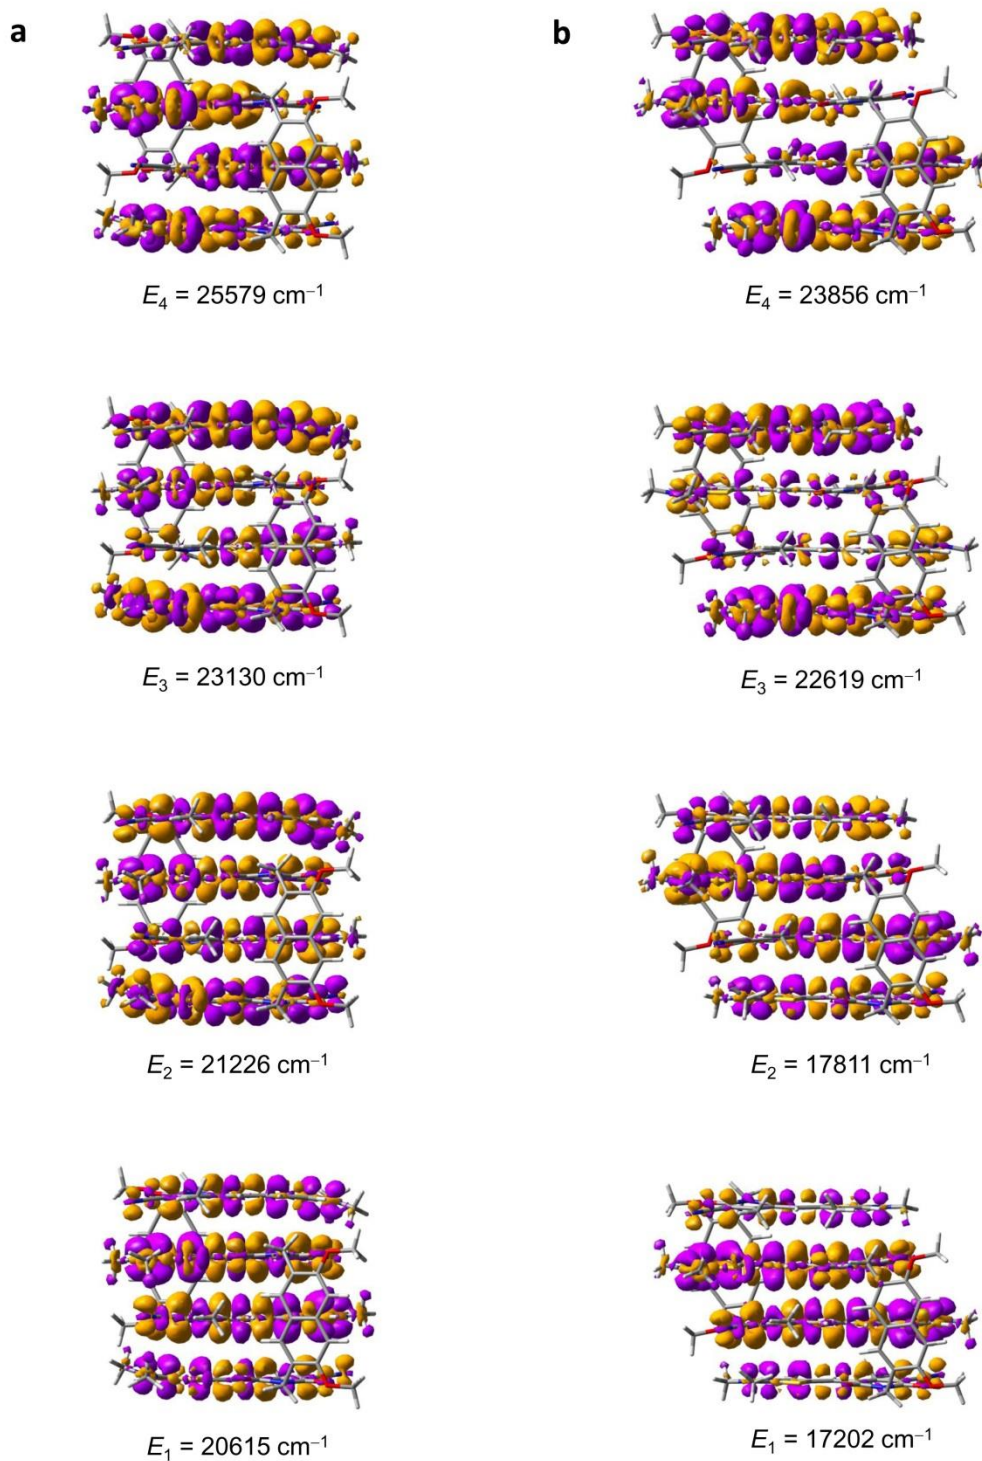 a
b
E₄ = 25579 cm⁻¹
E₄ = 23856 cm⁻¹
E₃ = 23130 cm⁻¹
E₃ = 22619 cm⁻¹
E₂ = 21226 cm⁻¹
E₂ = 17811 cm⁻¹
E₁ = 20615 cm⁻¹
E₁ = 17202 cm⁻¹